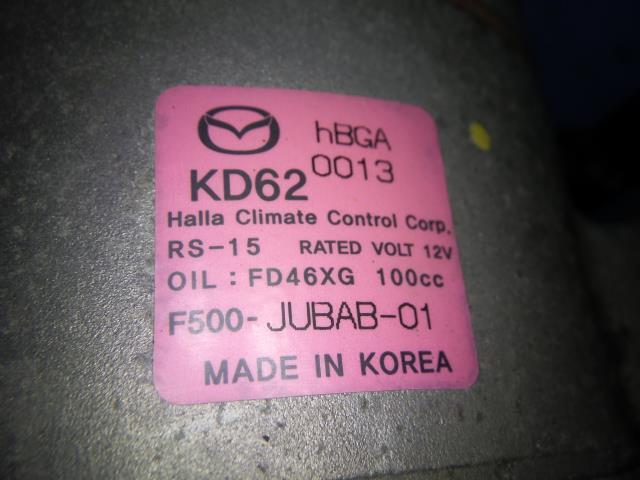 hBGA
KD62 0013
Halla Climate Control Corp.
RS-15 RATED VOLT 12V
OIL : FD46XG 100cc
F500-JUBAB-01
MADE IN KOREA